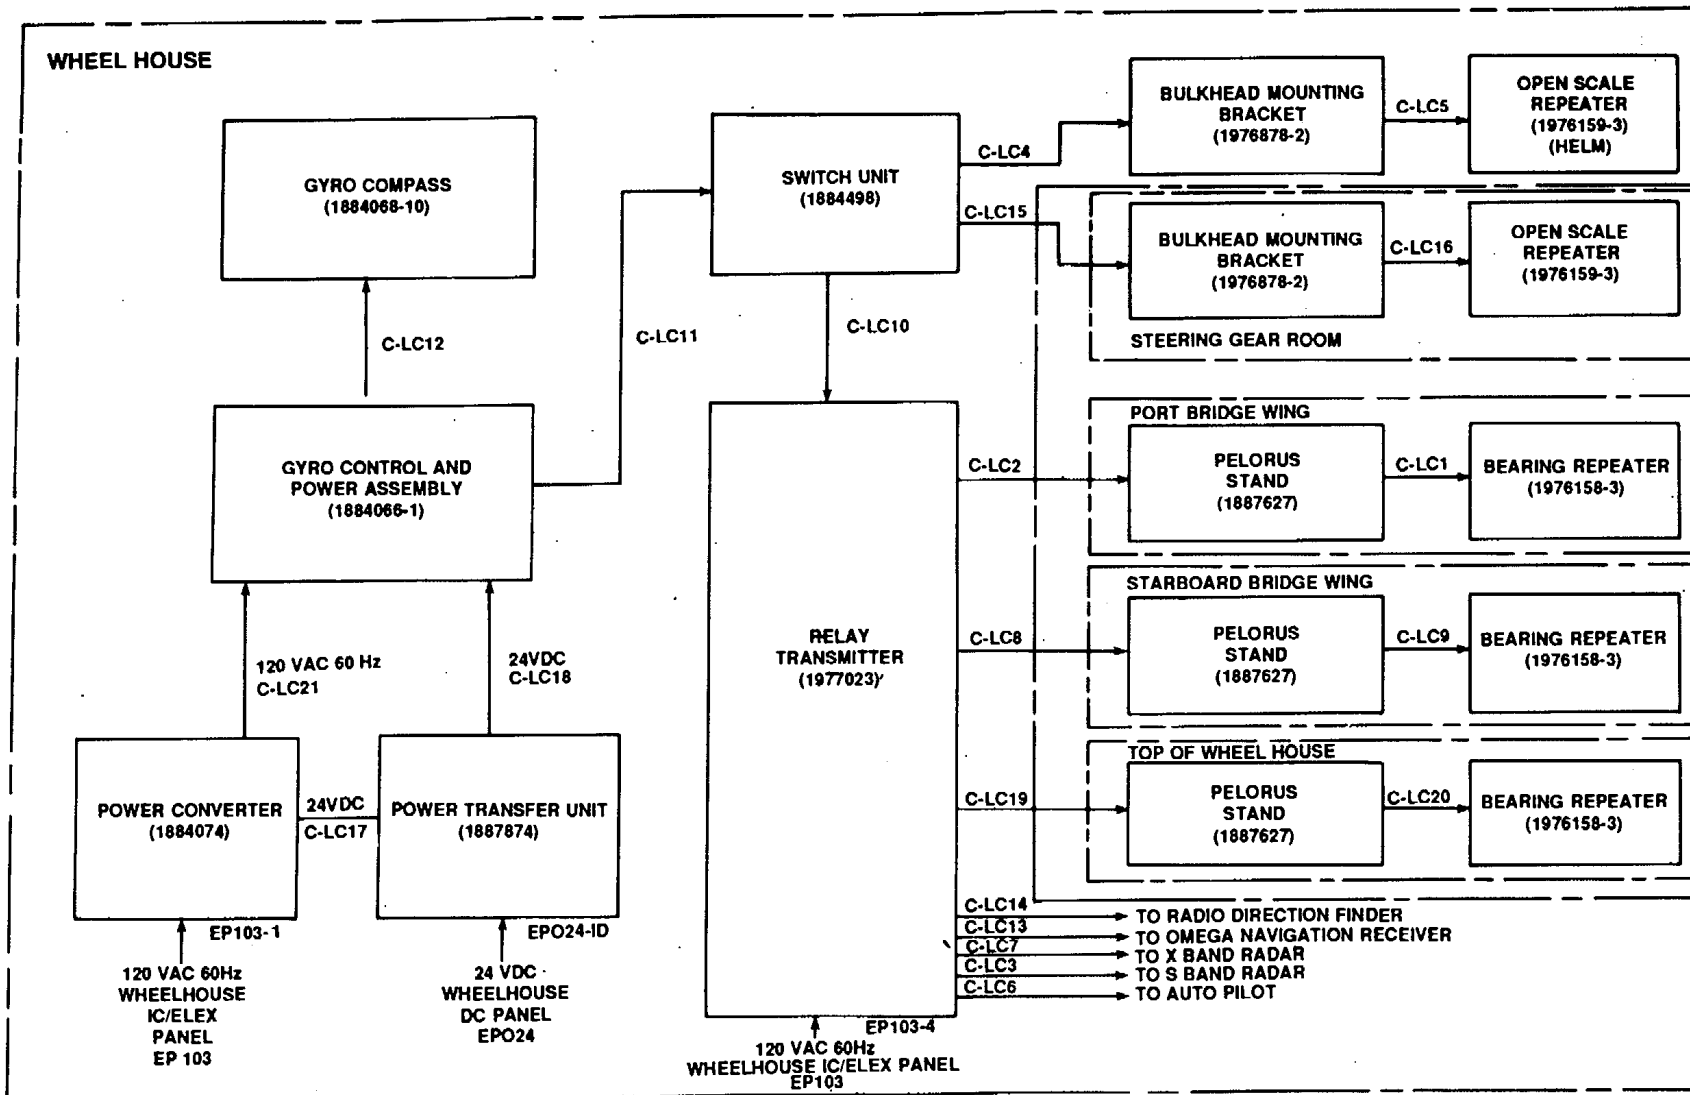 WHEEL HOUSE
GYRO COMPASS
(1884068-10)
C-LC12
GYRO CONTROL AND
POWER ASSEMBLY
(1884066-1)
120 VAC 60 Hz
C-LC21
24VDC
C-LC18
POWER CONVERTER
(1884074)
24VDC
C-LC17
POWER TRANSFER UNIT
(1887874)
EP103-1
EPO24-ID
120 VAC 60Hz
WHEELHOUSE
IC/ELEX
PANEL
EP 103
24 VDC
WHEELHOUSE
DC PANEL
EPO24
C-LC11
SWITCH UNIT
(1884498)
C-LC10
RELAY
TRANSMITTER
(1977023)
EP103-4
120 VAC 60Hz
WHEELHOUSE IC/ELEX PANEL
EP103
C-LC4
BULKHEAD MOUNTING
BRACKET
(1976878-2)
C-LC5
OPEN SCALE
REPEATER
(1976159-3)
(HELM)
C-LC15
BULKHEAD MOUNTING
BRACKET
(1976878-2)
C-LC16
OPEN SCALE
REPEATER
(1976159-3)
STEERING GEAR ROOM
PORT BRIDGE WING
C-LC2
PELORUS
STAND
(1887627)
C-LC1
BEARING REPEATER
(1976158-3)
STARBOARD BRIDGE WING
C-LC8
PELORUS
STAND
(1887627)
C-LC9
BEARING REPEATER
(1976158-3)
TOP OF WHEEL HOUSE
C-LC19
PELORUS
STAND
(1887627)
C-LC20
BEARING REPEATER
(1976158-3)
C-LC14
TO RADIO DIRECTION FINDER
C-LC13
TO OMEGA NAVIGATION RECEIVER
C-LC7
TO X BAND RADAR
C-LC3
TO S BAND RADAR
C-LC6
TO AUTO PILOT